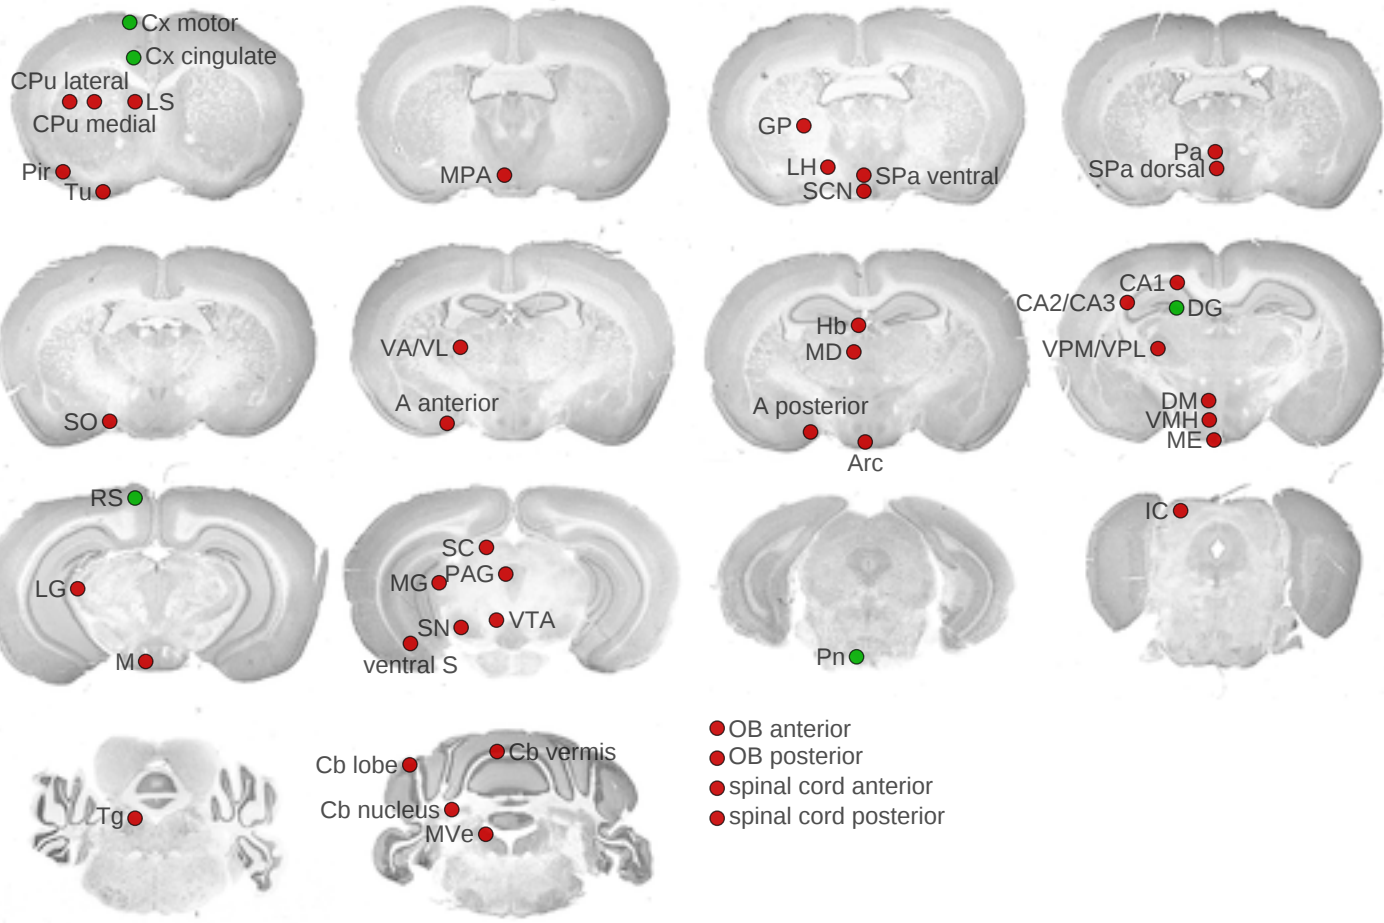 Cx motor
Cx cingulate
CPu lateral
LS
CPu medial
Pir
Tu
MPA
GP
LH
SPa ventral
SCN
Pa
SPa dorsal
SO
VA/VL
A anterior
Hb
MD
A posterior
Arc
CA1
CA2/CA3
DG
VPM/VPL
DM
VMH
ME
RS
LG
M
SC
MG
PAG
SN
VTA
ventral S
Pn
IC
Tg
Cb vermis
Cb lobe
Cb nucleus
MVe
OB anterior
OB posterior
spinal cord anterior
spinal cord posterior